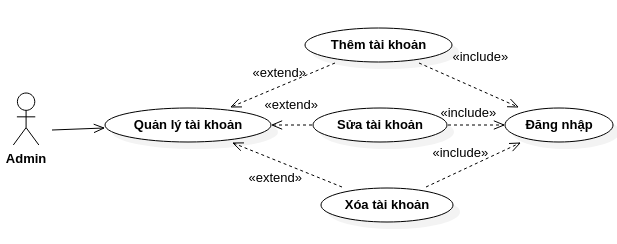 Thêm tài khoản
«include»
«extend»
«extend»
«include»
Quản lý tài khoản
Sửa tài khoản
Đăng nhập
Admin
«include»
«extend»
Xóa tài khoản